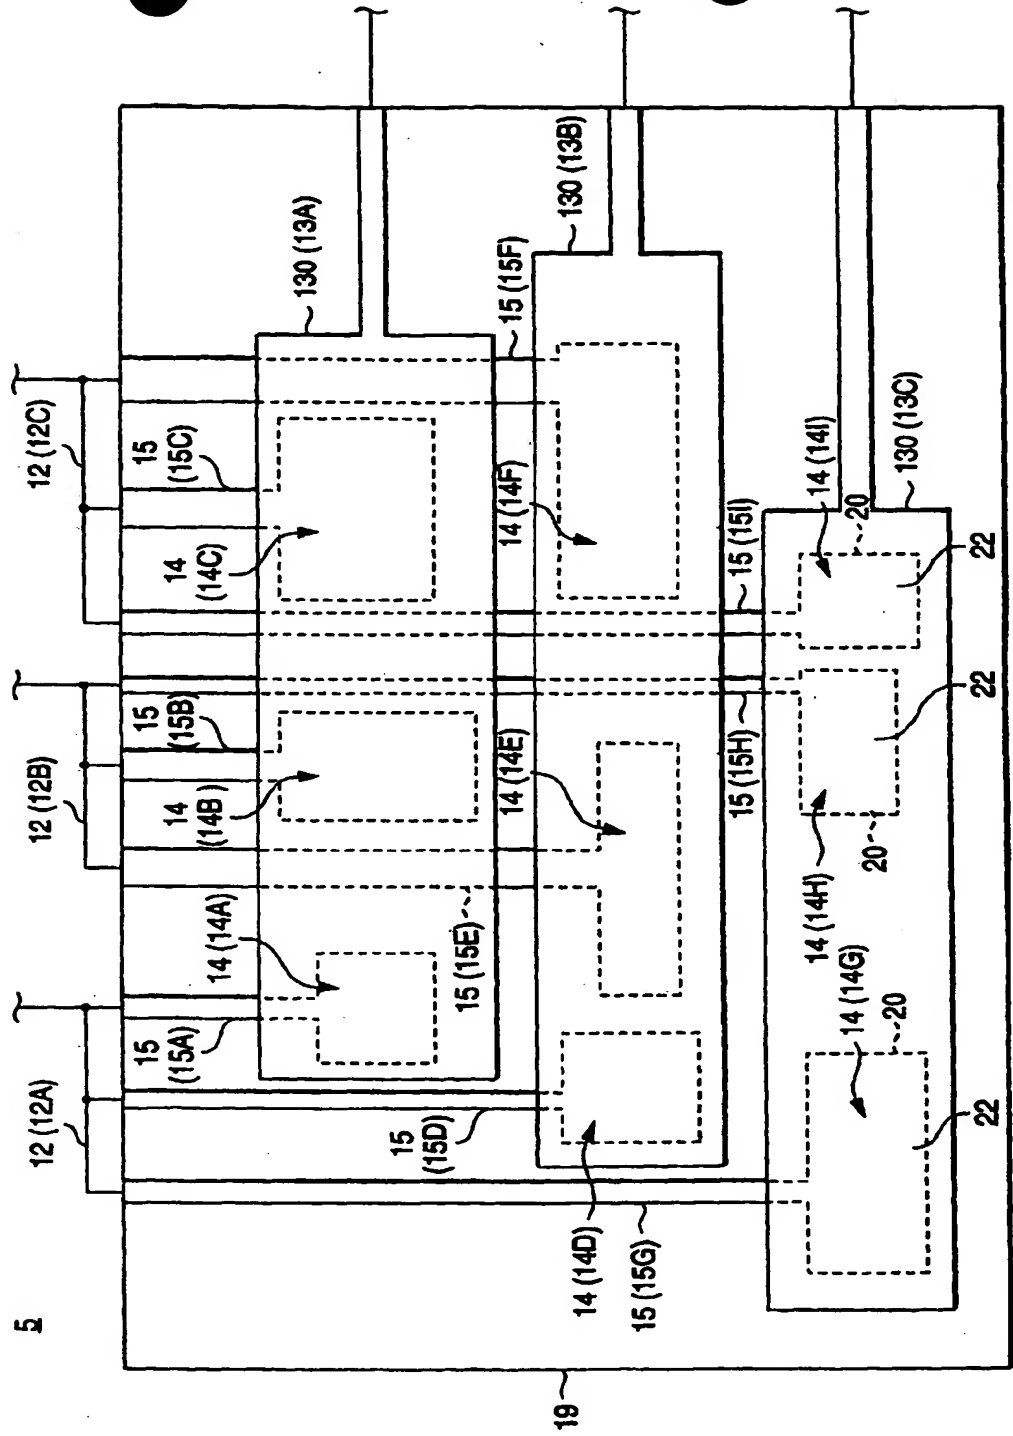 5
12 (12A)
12 (12B)
12 (12C)
15
(15A)
15
(15B)
15
(15C)
14 (14A)
14
(14B)
14
(14C)
130 (13A)
15
(15D)
15 (15E)
15 (15F)
14 (14D)
14 (14E)
14 (14F)
130 (13B)
15 (15G)
15 (15H)
15 (15I)
14 (14G)
14 (14H)
14 (14I)
20
20
20
22
22
22
130 (13C)
19